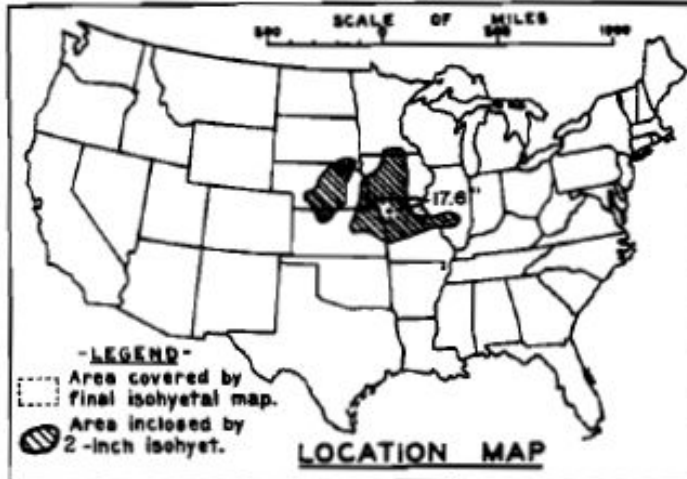 SCALE OF MILES
500 0 500 1000
17.6"
-LEGEND-
Area covered by
final isohyetal map.
Area inclosed by
2-inch isohyet.
LOCATION MAP